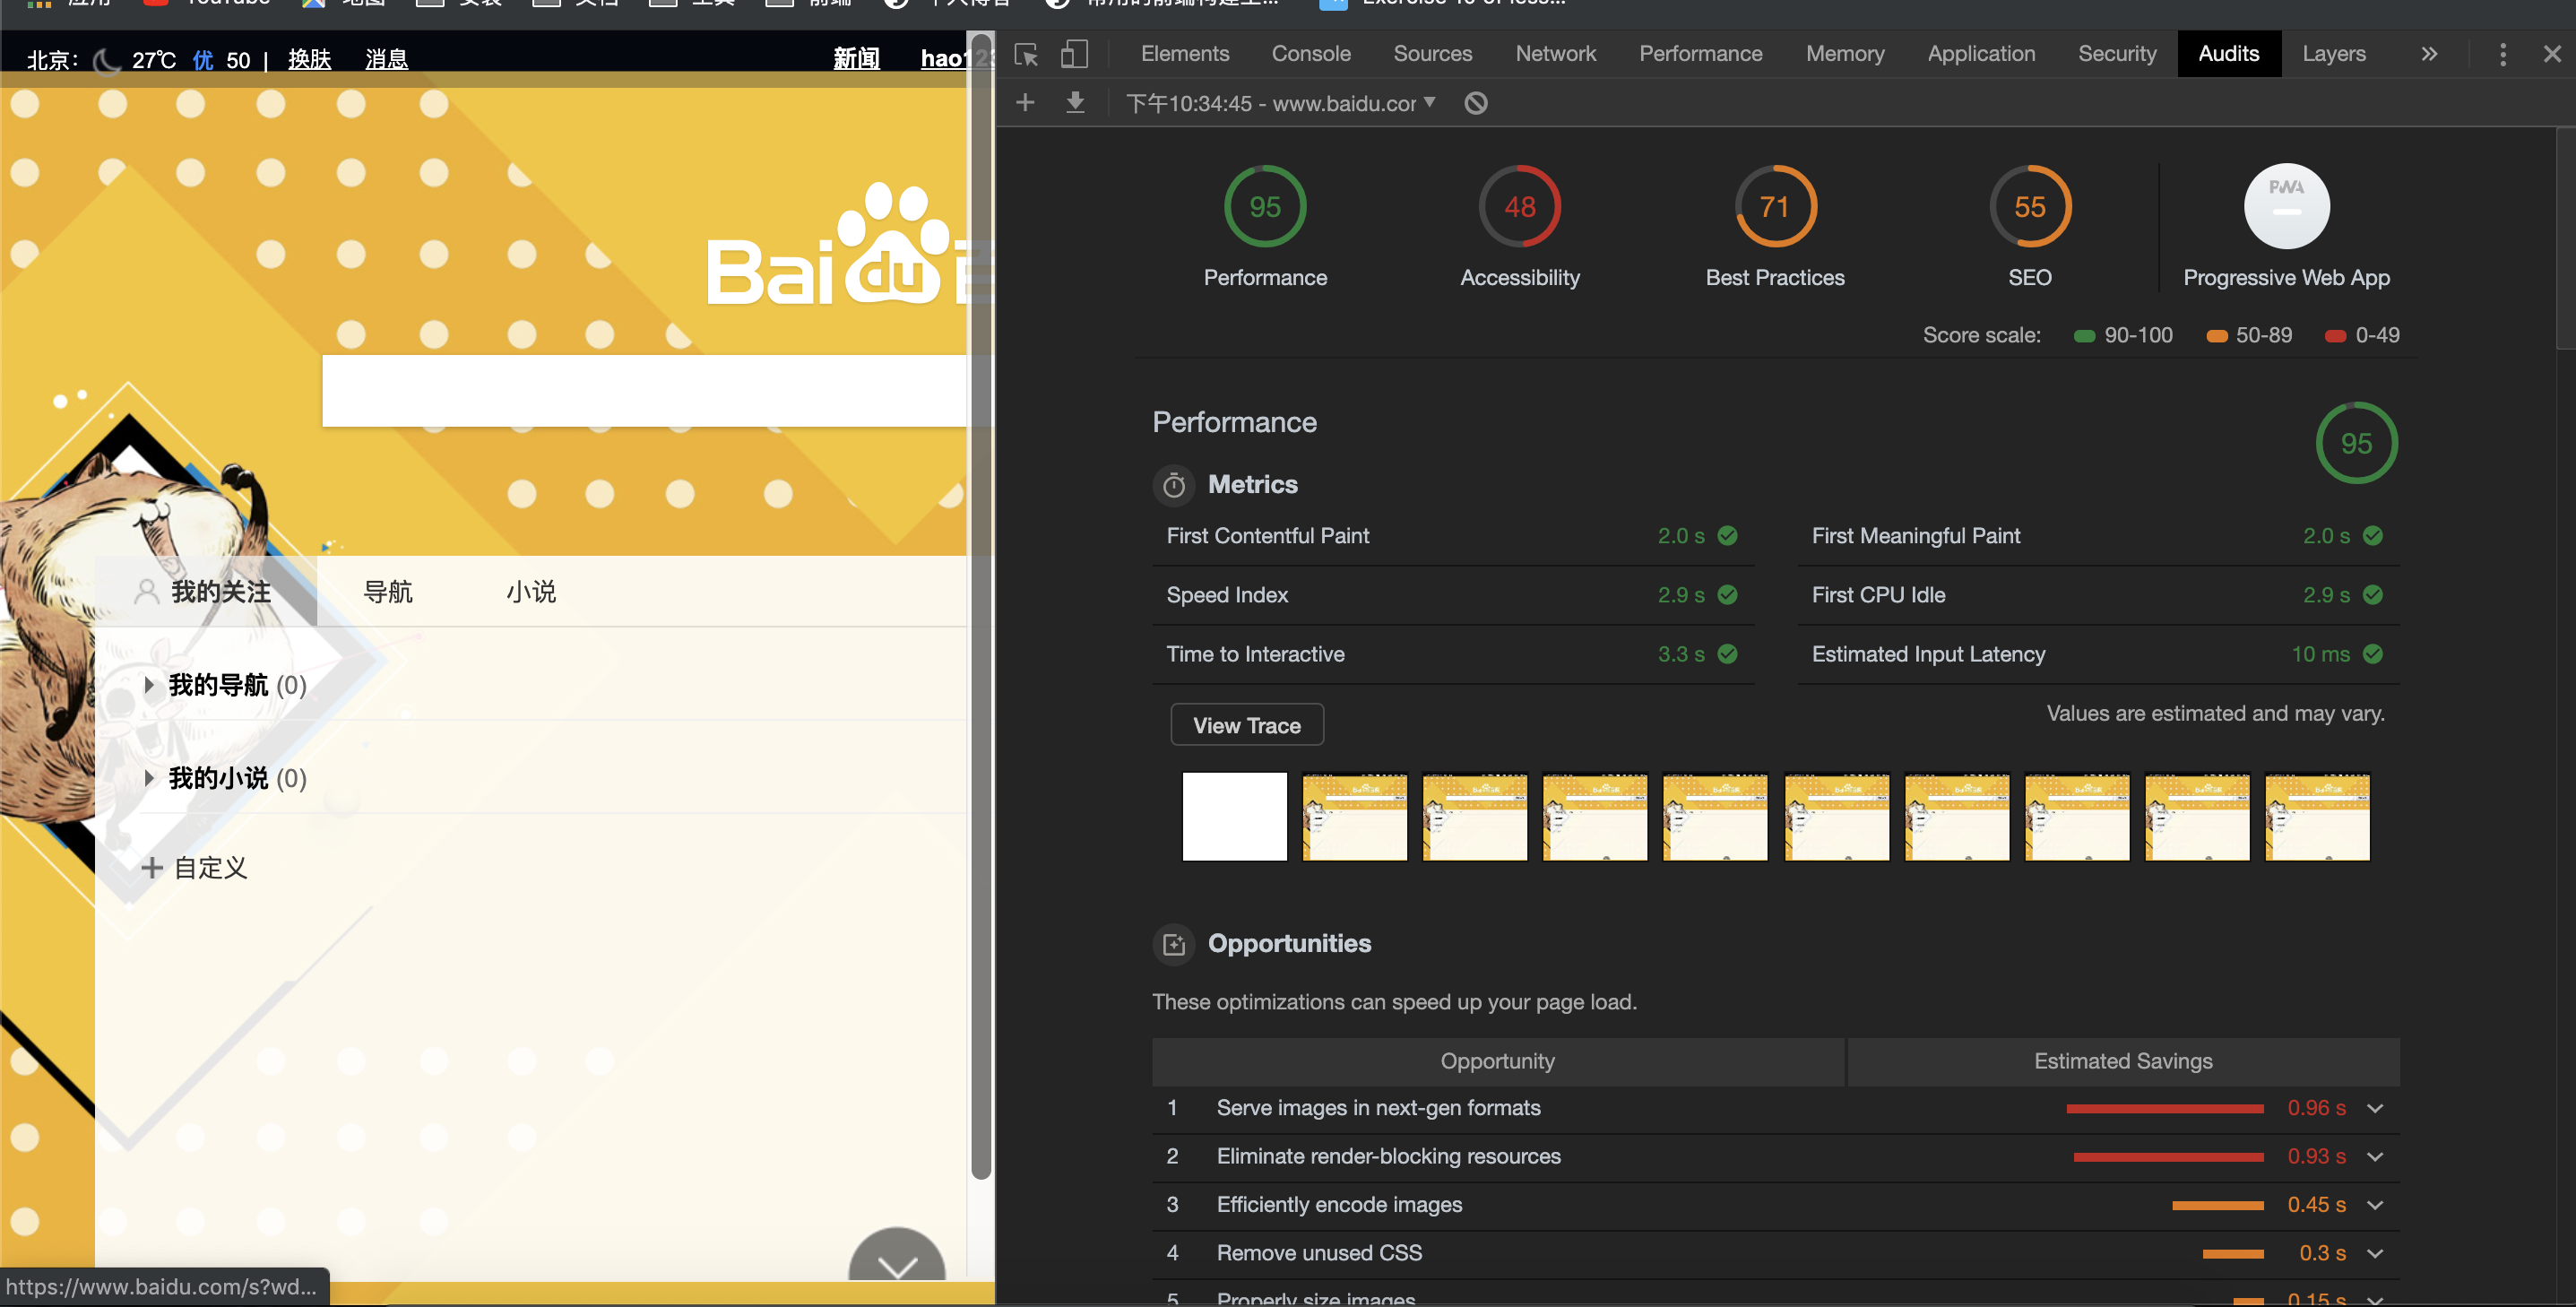 YouTube
地图
北京： 27℃ 优 50 | 换肤 消息 新闻 hao123
Elements Console Sources Network Performance Memory Application Security Audits Layers
下午10:34:45 - www.baidu.cor
Bai du
我的关注 导航 小说
我的导航 (0)
我的小说 (0)
自定义
https://www.baidu.com/s?wd...
95 48 71 55 PWA
Performance Accessibility Best Practices SEO Progressive Web App
Score scale: 90-100 50-89 0-49
Performance 95
Metrics
First Contentful Paint 2.0 s First Meaningful Paint 2.0 s
Speed Index 2.9 s First CPU Idle 2.9 s
Time to Interactive 3.3 s Estimated Input Latency 10 ms
View Trace Values are estimated and may vary.
Opportunities
These optimizations can speed up your page load.
Opportunity Estimated Savings
1 Serve images in next-gen formats 0.96 s
2 Eliminate render-blocking resources 0.93 s
3 Efficiently encode images 0.45 s
4 Remove unused CSS 0.3 s
5 Properly size images 0.15 s